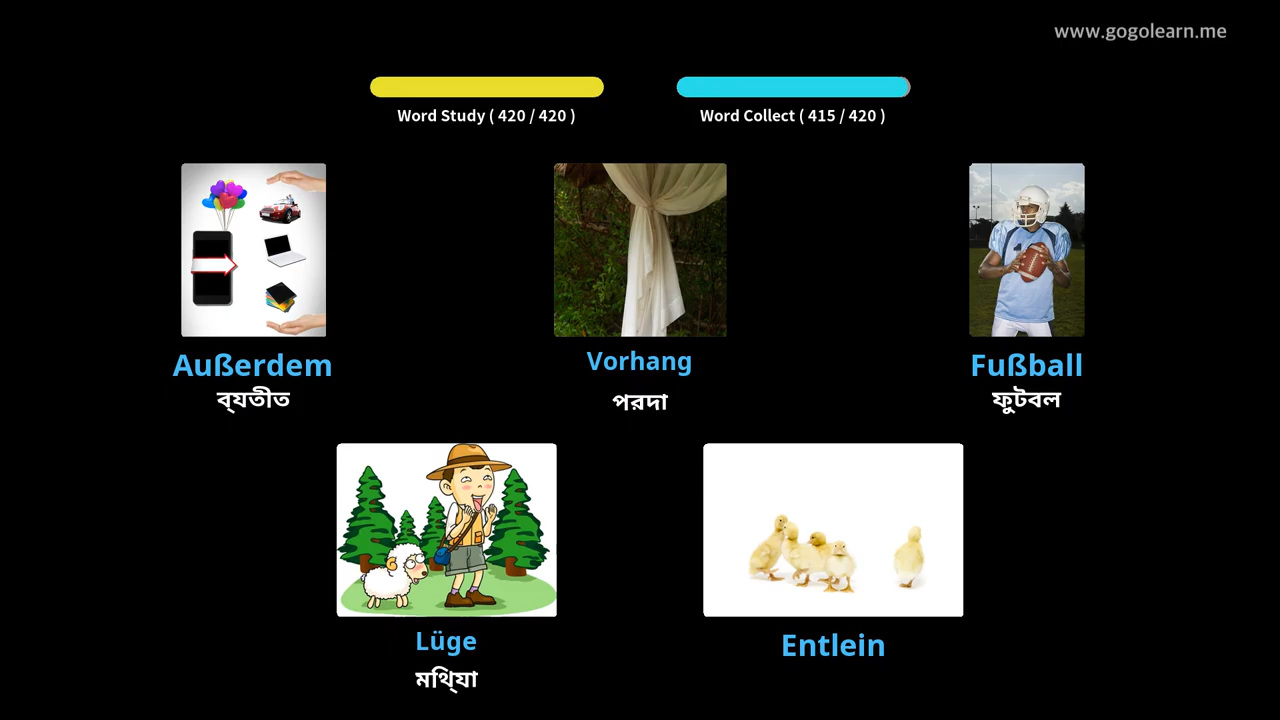 www.gogolearn.me
Word Study ( 420 / 420 )
Word Collect ( 415 / 420 )
Außerdem
ব্যতীত
Vorhang
পরদা
Fußball
ফুটবল
Lüge
মিথ্যা
Entlein